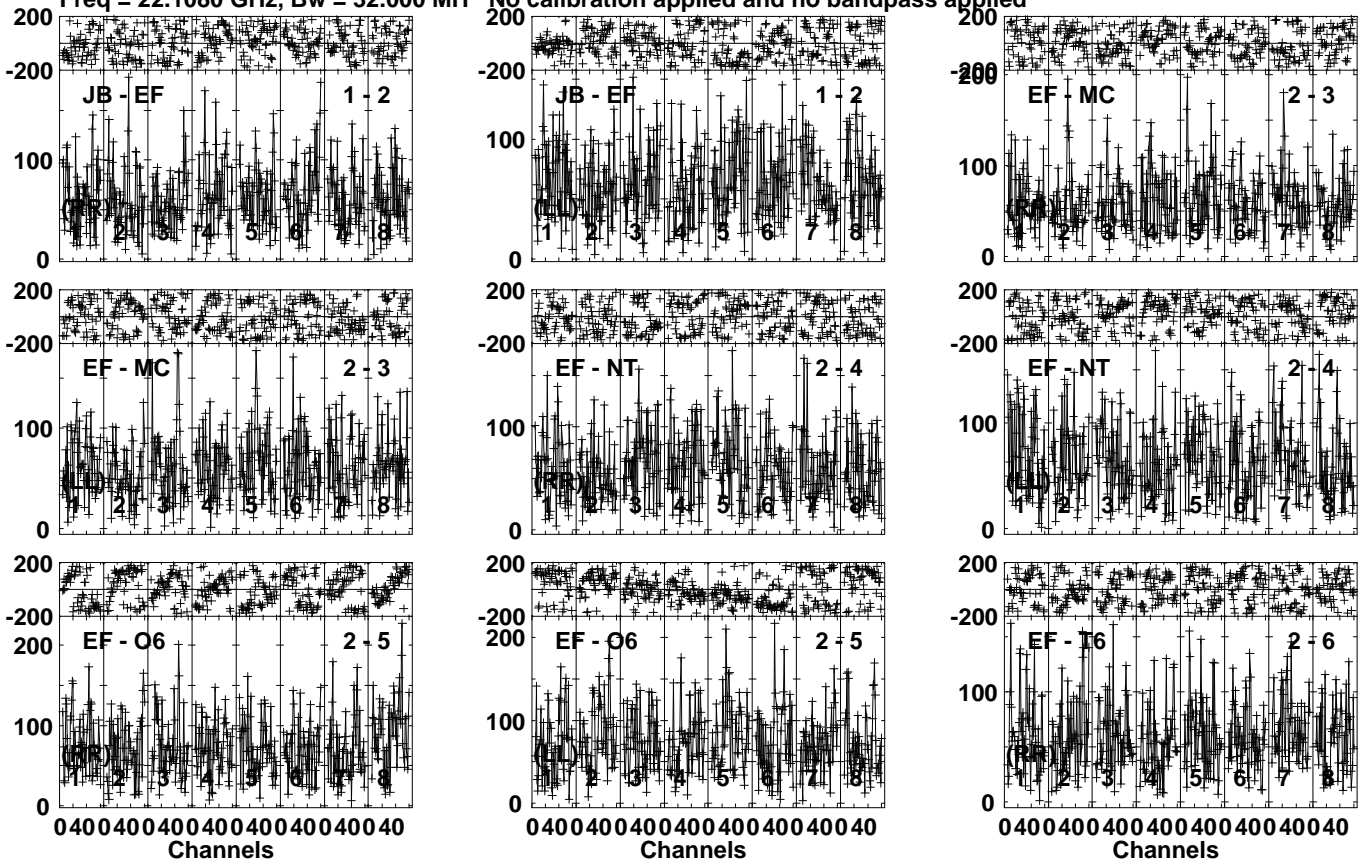 Freq = 22.1080 GHz, Bw = 32.000 MH No calibration applied and no bandpass applied
200 200 200
-200 -200 -200
200
JB - EF 1 - 2 JB - EF 1 - 2 EF - MC 2 - 3
100 100 100
(RR) (LL) (RR)
1 2 3 4 5 6 7 8 1 2 3 4 5 6 7 8 1 2 3 4 5 6 7 8
0 0 0
200 200 200
-200 -200 -200
EF - MC 2 - 3 EF - NT 2 - 4 EF - NT 2 - 4
100 100 100
(LL) (RR) (LL)
1 2 3 4 5 6 7 8 1 2 3 4 5 6 7 8 1 2 3 4 5 6 7 8
0 0 0
200 200 200
-200 -200 -200
EF - O6 2 - 5 EF - O6 2 - 5 EF - T6 2 - 6
200 200
100 100 100
(RR) (LL) (RR)
1 2 3 4 5 6 7 8 1 2 3 4 5 6 7 8 1 2 3 4 5 6 7 8
0 0 0
0 40 0 40 0 40 0 40 0 40 0 40 0 40 40 0 40 0 40 0 40 0 40 0 40 0 40 0 40 40 0 40 0 40 0 40 0 40 0 40 0 40 0 40 40
Channels Channels Channels